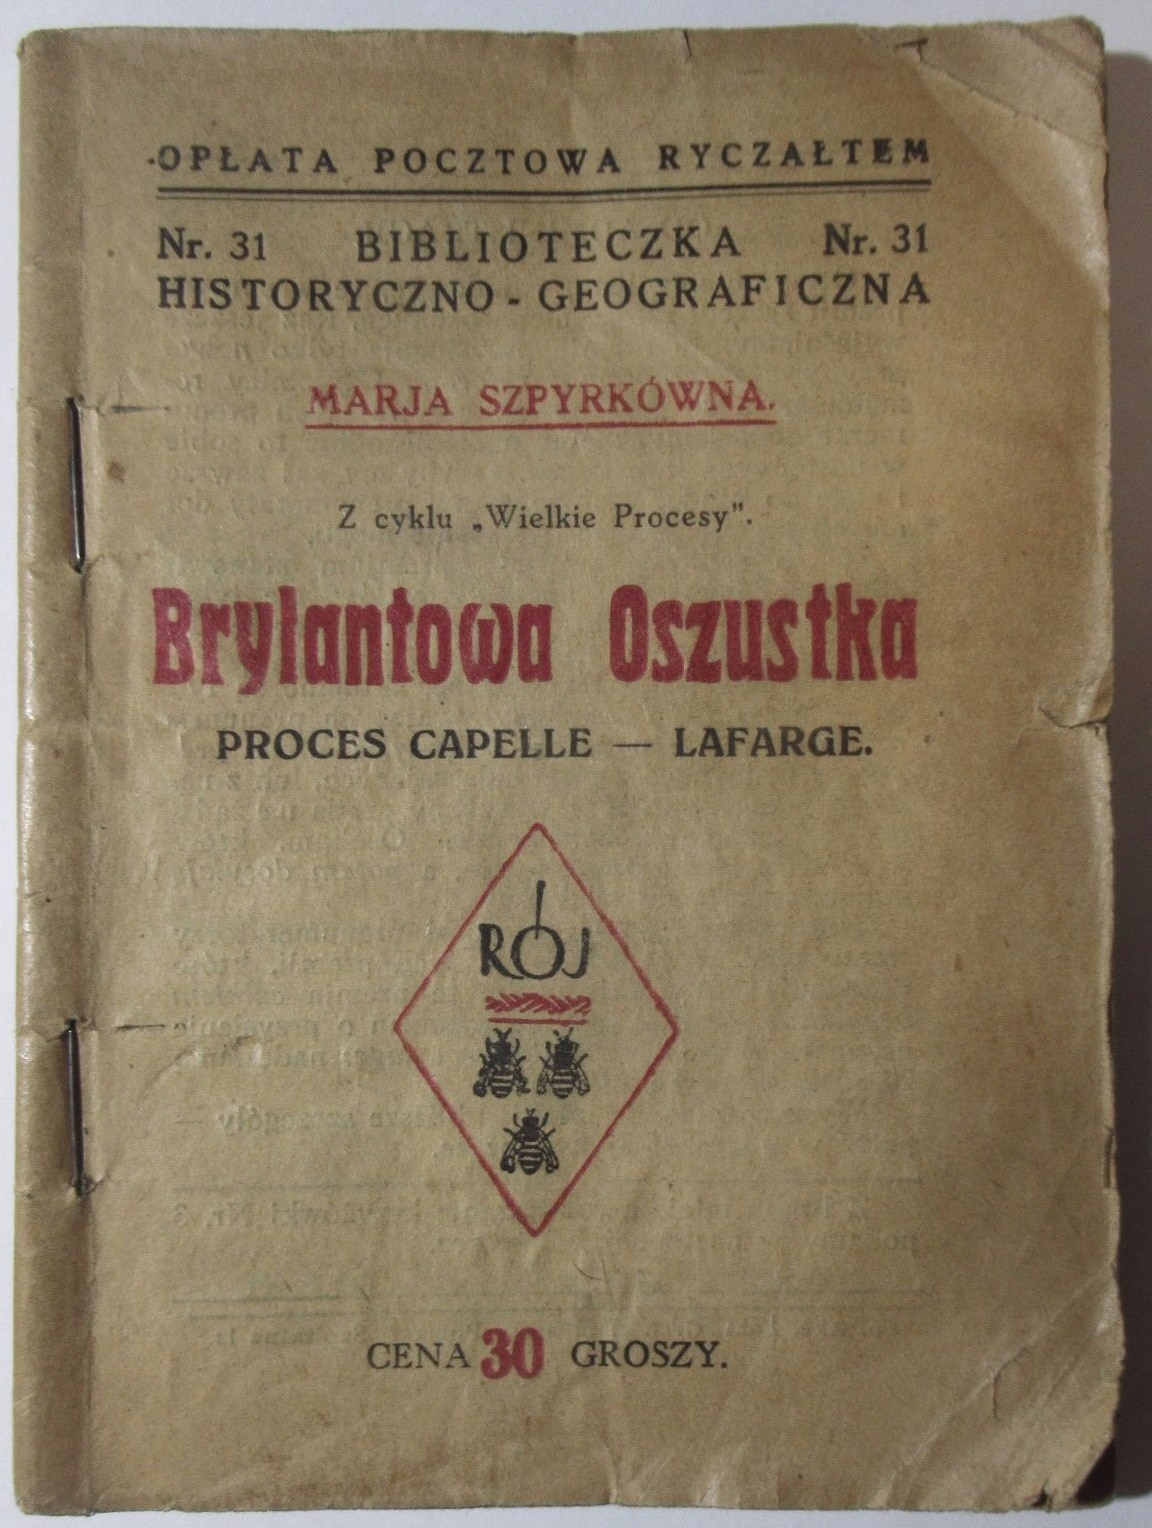 OPŁATA POCZTOWA RYCZAŁTEM
Nr. 31 BIBLIOTECZKA Nr. 31
HISTORYCZNO - GEOGRAFICZNA
MARJA SZPYRKÓWNA.
Z cyklu „Wielkie Procesy".
Brylantowa Oszustka
PROCES CAPELLE — LAFARGE.
RÓJ
CENA 30 GROSZY.